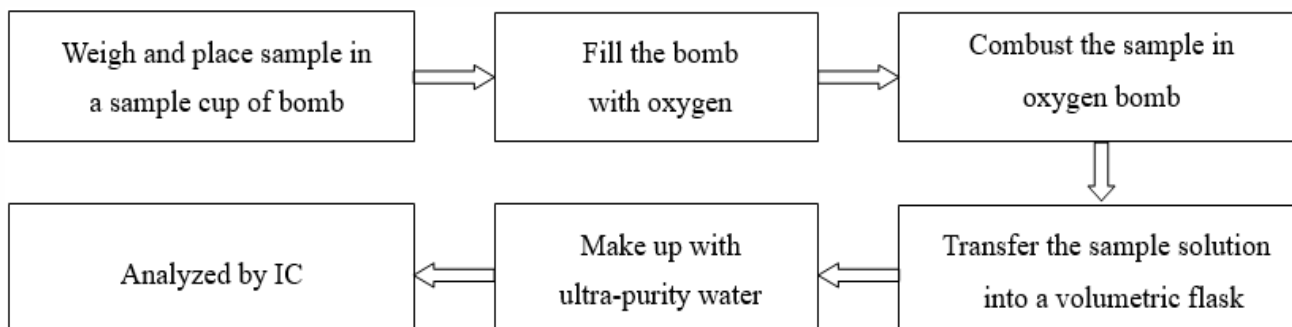 Weigh and place sample in
a sample cup of bomb
Fill the bomb
with oxygen
Combust the sample in
oxygen bomb
Transfer the sample solution
into a volumetric flask
Make up with
ultra-purity water
Analyzed by IC